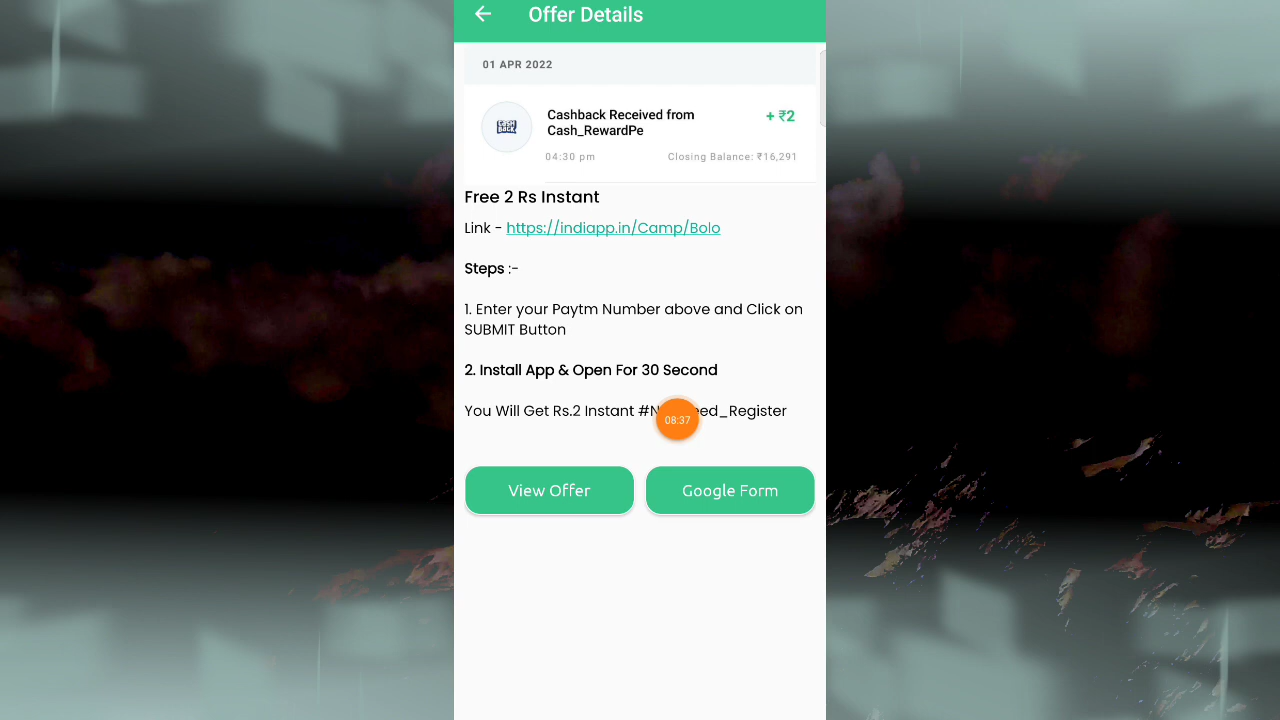 Offer Details
01 APR 2022
Cashback Received from
Cash_RewardPe
+ ₹2
CASH
BACK
04:30 pm
Closing Balance: ₹16,291
Free 2 Rs Instant
Link - https://indiapp.in/Camp/Bolo
Steps :-
1. Enter your Paytm Number above and Click on
SUBMIT Button
2. Install App & Open For 30 Second
You Will Get Rs.2 Instant
08:37
View Offer
Google Form